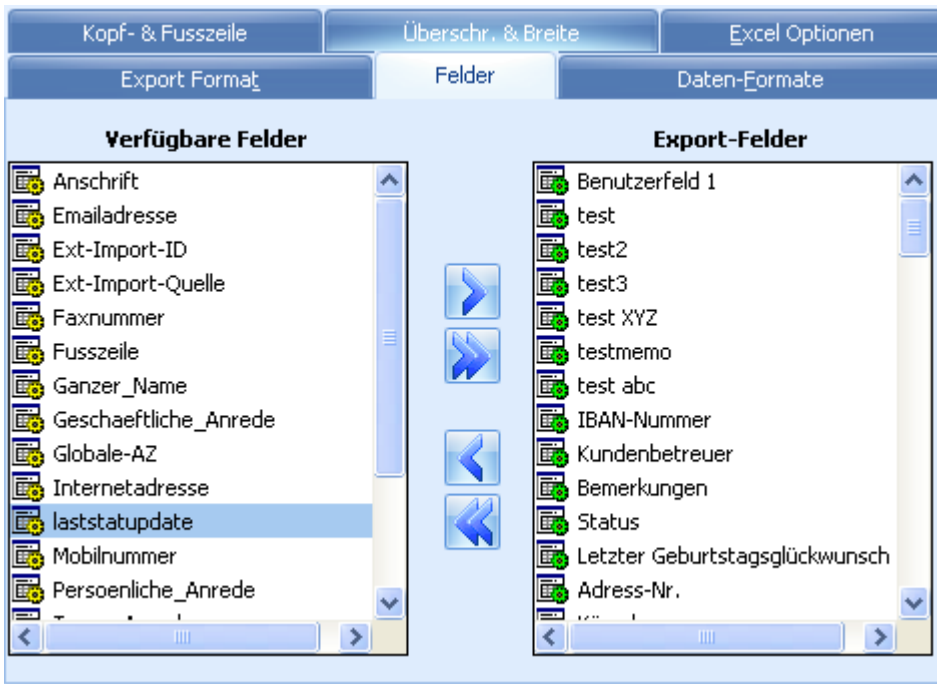 Kopf- & Fusszeile
Überschr. & Breite
Excel Optionen
Export Format
Felder
Daten-Formate
Verfügbare Felder
Anschrift
Emailadresse
Ext-Import-ID
Ext-Import-Quelle
Faxnummer
Fusszeile
Ganzer_Name
Geschaeftliche_Anrede
Globale-AZ
Internetadresse
laststatupdate
Mobilnummer
Persoenliche_Anrede
Export-Felder
Benutzerfeld 1
test
test2
test3
test XYZ
testmemo
test abc
IBAN-Nummer
Kundenbetreuer
Bemerkungen
Status
Letzter Geburtstagsglückwunsch
Adress-Nr.